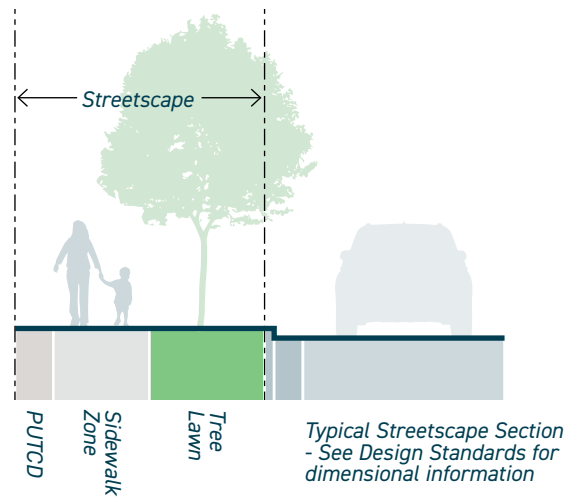 Streetscape
PUTCD
Sidewalk
Zone
Tree
Lawn
Typical Streetscape Section
- See Design Standards for
dimensional information